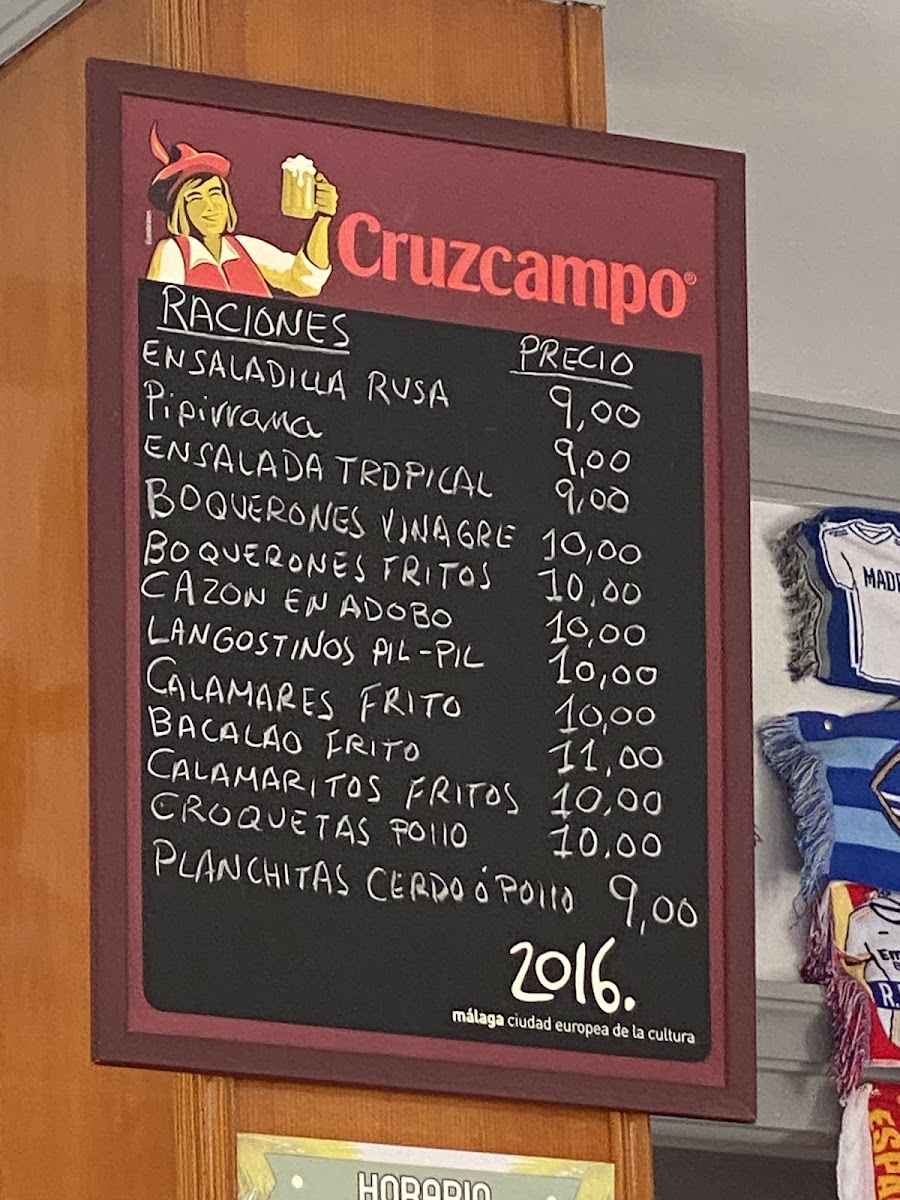 Cruzcampo®
RACIONES PRECIO
ENSALADILLA RUSA 9,00
Pipirrana 9,00
ENSALADA TROPICAL 9,00
BOQUERONES VINAGRE 10,00
BOQUERONES FRITOS 10,00
CAZON EN ADOBO 10,00
LANGOSTINOS PIL-PIL 10,00
CALAMARES FRITO 10,00
BACALAO FRITO 11,00
CALAMARITOS FRITOS 10,00
CROQUETAS POLLO 10,00
PLANCHITAS CERDO ó POLLO 9,00
2016.
málaga ciudad europea de la cultura
HORARIO
MADR
R.
ESPA